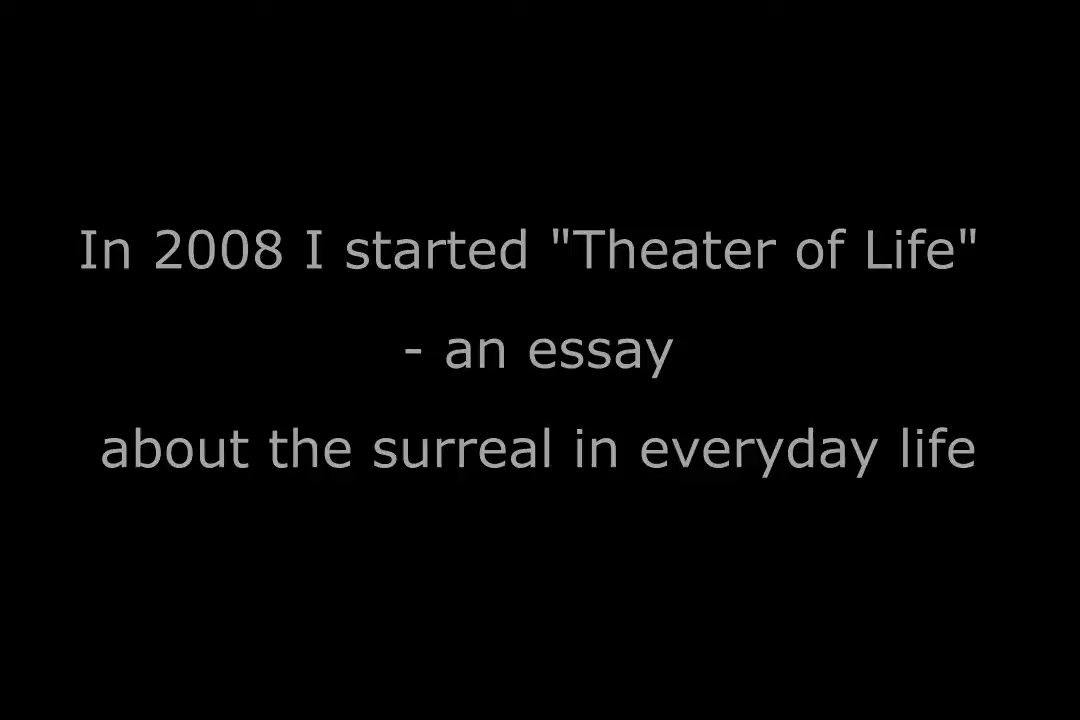 In 2008 I started "Theater of Life"
- an essay
about the surreal in everyday life